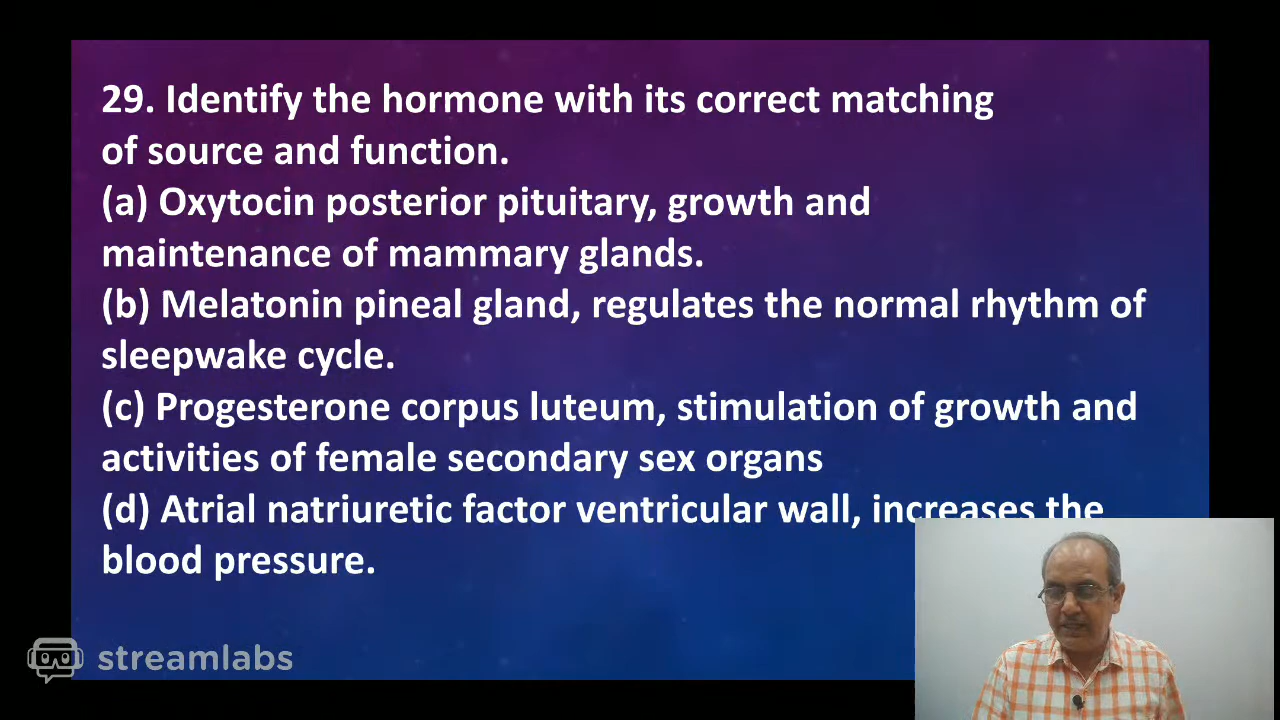 29. Identify the hormone with its correct matching
of source and function.
(a) Oxytocin posterior pituitary, growth and
maintenance of mammary glands.
(b) Melatonin pineal gland, regulates the normal rhythm of
sleepwake cycle.
(c) Progesterone corpus luteum, stimulation of growth and
activities of female secondary sex organs
(d) Atrial natriuretic factor ventricular wall, increases the
blood pressure.
streamlabs